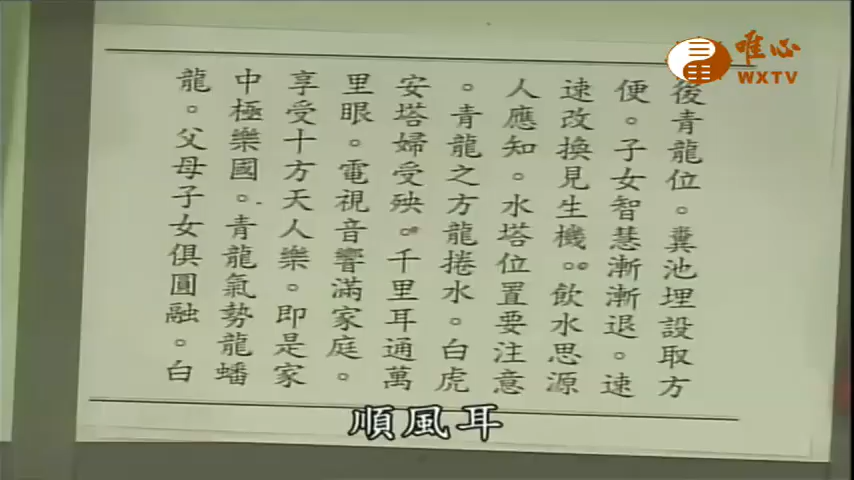 後青龍位。糞池埋設取方
便。子女智慧漸漸退。速
速改換見生機。飲水思源
人應知。水塔位置要注意
。青龍之方龍捲水。白虎
安塔婦受殃。千里耳通萬
里眼。電視音響滿家庭。
享受十方天人樂。即是家
中極樂國。青龍氣勢龍蟠
龍。父母子女俱圓融。白
唯心
WXTV
順風耳